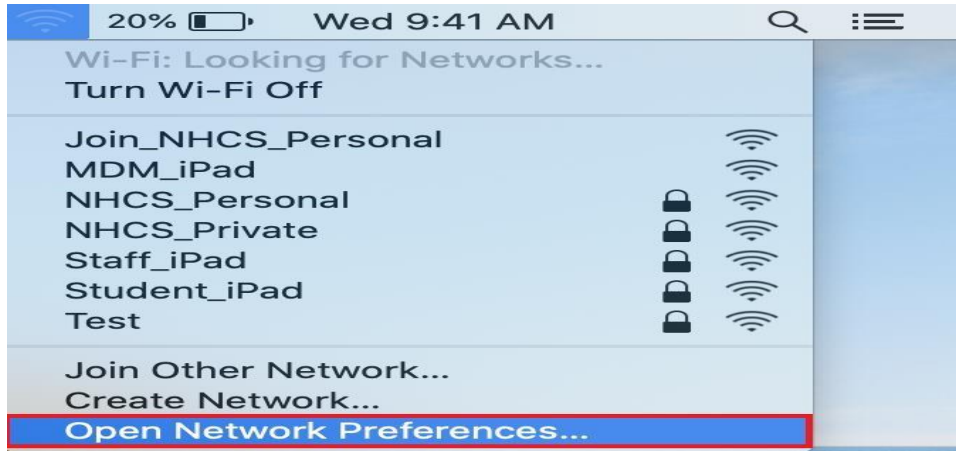 20% Wed 9:41 AM
Wi-Fi: Looking for Networks...
Turn Wi-Fi Off
Join_NHCS_Personal
MDM_iPad
NHCS_Personal
NHCS_Private
Staff_iPad
Student_iPad
Test
Join Other Network...
Create Network...
Open Network Preferences...